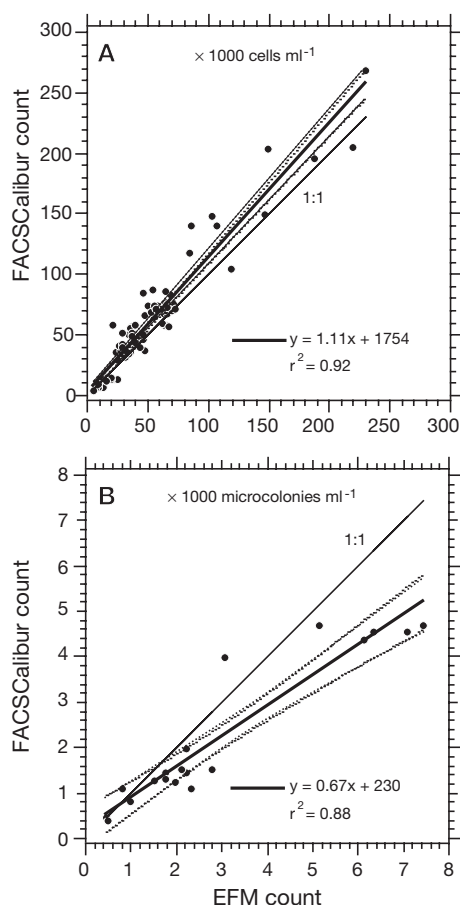 A
× 1000 cells ml-1
FACSCalibur count
300
250
200
150
100
50
0
1:1
y = 1.11x + 1754
r2 = 0.92
0 50 100 150 200 250 300
B
× 1000 microcolonies ml-1
FACSCalibur count
8
7
6
5
4
3
2
1
0
1:1
y = 0.67x + 230
r2 = 0.88
0 1 2 3 4 5 6 7 8
EFM count